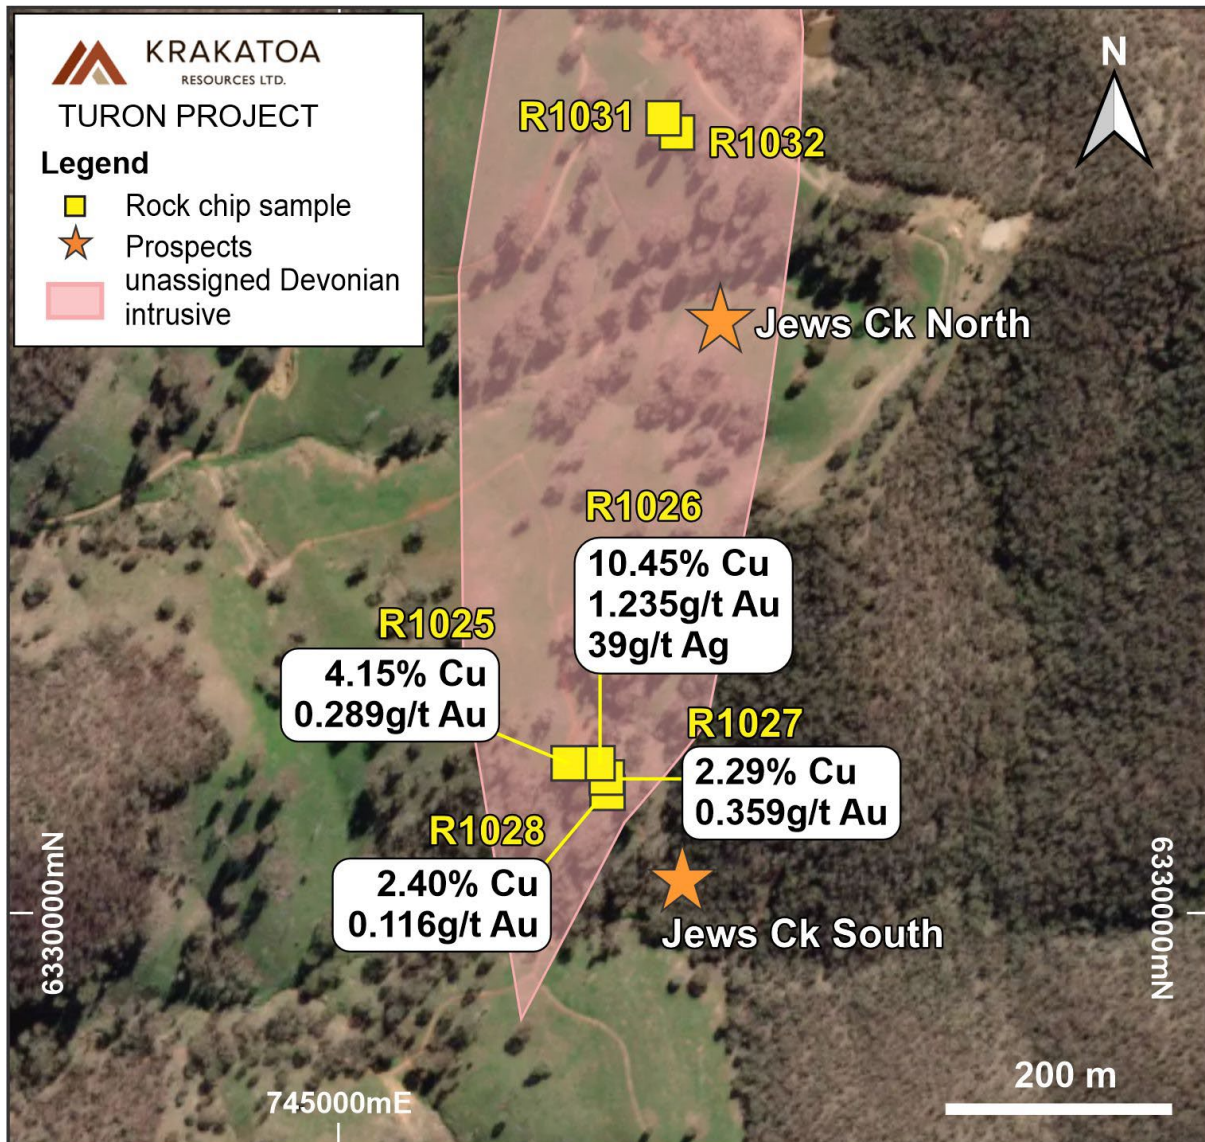 KRAKATOA
RESOURCES LTD.
TURON PROJECT
Legend
Rock chip sample
Prospects
unassigned Devonian
intrusive
N
R1031
R1032
Jews Ck North
R1026
10.45% Cu
1.235g/t Au
39g/t Ag
R1025
4.15% Cu
0.289g/t Au
R1027
2.29% Cu
0.359g/t Au
R1028
2.40% Cu
0.116g/t Au
Jews Ck South
6330000mN
6330000mN
745000mE
200 m